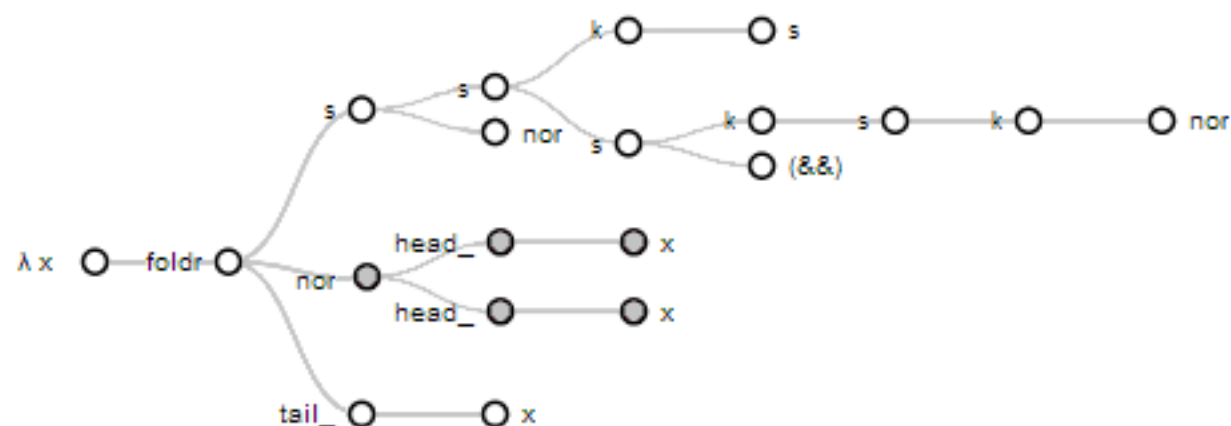 k s
s
s k s k nor
nor
s (&&)
head_ x
λ x foldr
nor
head_ x
tail_ x